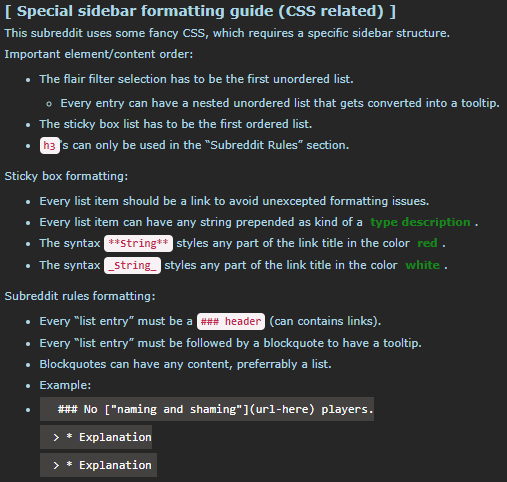 [ Special sidebar formatting guide (CSS related) ]
This subreddit uses some fancy CSS, which requires a specific sidebar structure.
Important element/content order:
• The flair filter selection has to be the first unordered list.
○ Every entry can have a nested unordered list that gets converted into a tooltip.
• The sticky box list has to be the first ordered list.
• h3's can only be used in the “Subreddit Rules” section.
Sticky box formatting:
• Every list item should be a link to avoid unexcepted formatting issues.
• Every list item can have any string prepended as kind of a type description .
• The syntax **String** styles any part of the link title in the color red .
• The syntax _String_ styles any part of the link title in the color white .
Subreddit rules formatting:
• Every “list entry” must be a ### header (can contains links).
• Every “list entry” must be followed by a blockquote to have a tooltip.
• Blockquotes can have any content, preferrably a list.
• Example:
• ### No ["naming and shaming"](url-here) players.
> * Explanation
> * Explanation